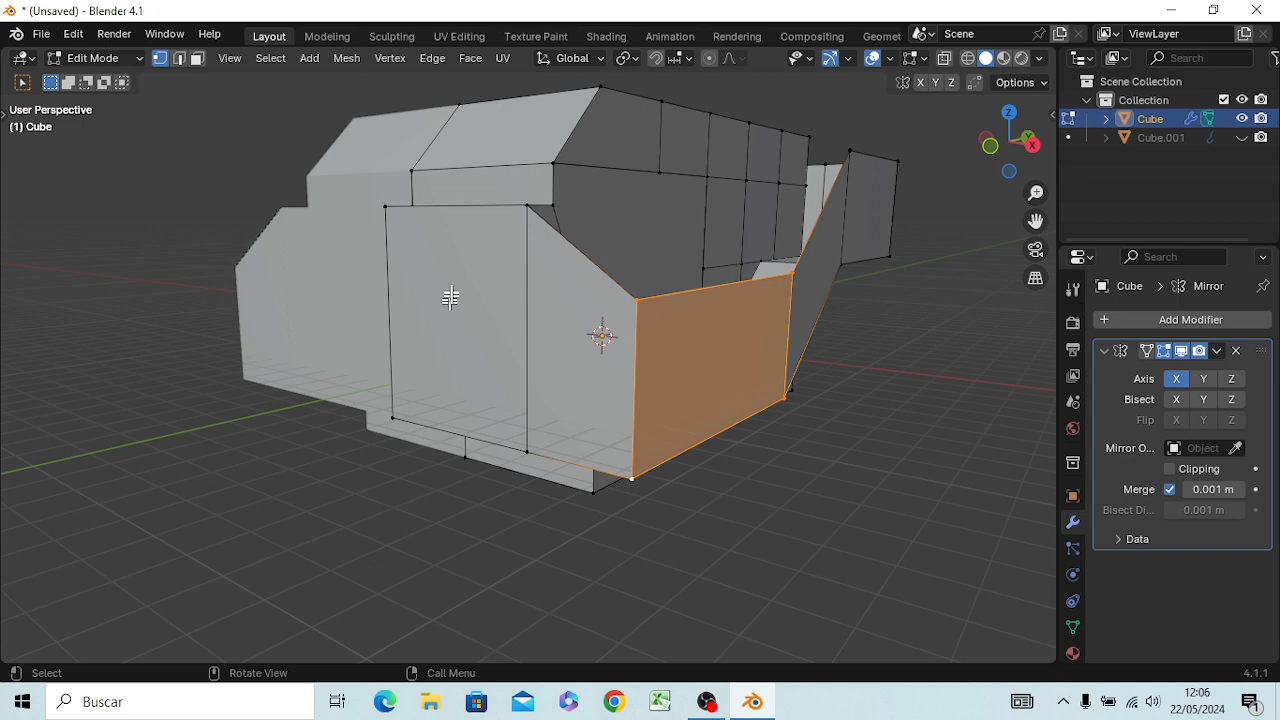 * (Unsaved) - Blender 4.1
File Edit Render Window Help
Layout Modeling Sculpting UV Editing Texture Paint Shading Animation Rendering Compositing Geomet
Scene
ViewLayer
Edit Mode
View Select Add Mesh Vertex Edge Face UV
Global
Search
X Y Z
Options
User Perspective
(1) Cube
Z
Y
X
Scene Collection
Collection
Cube
Cube.001
Search
Cube > Mirror
+ Add Modifier
Axis X Y Z
Bisect X Y Z
Flip X Y Z
Mirror O... Object
Clipping
Merge 0.001 m
Bisect Di... 0.001 m
Data
Select Rotate View Call Menu 4.1.1
Buscar
12:06
22/05/2024
1